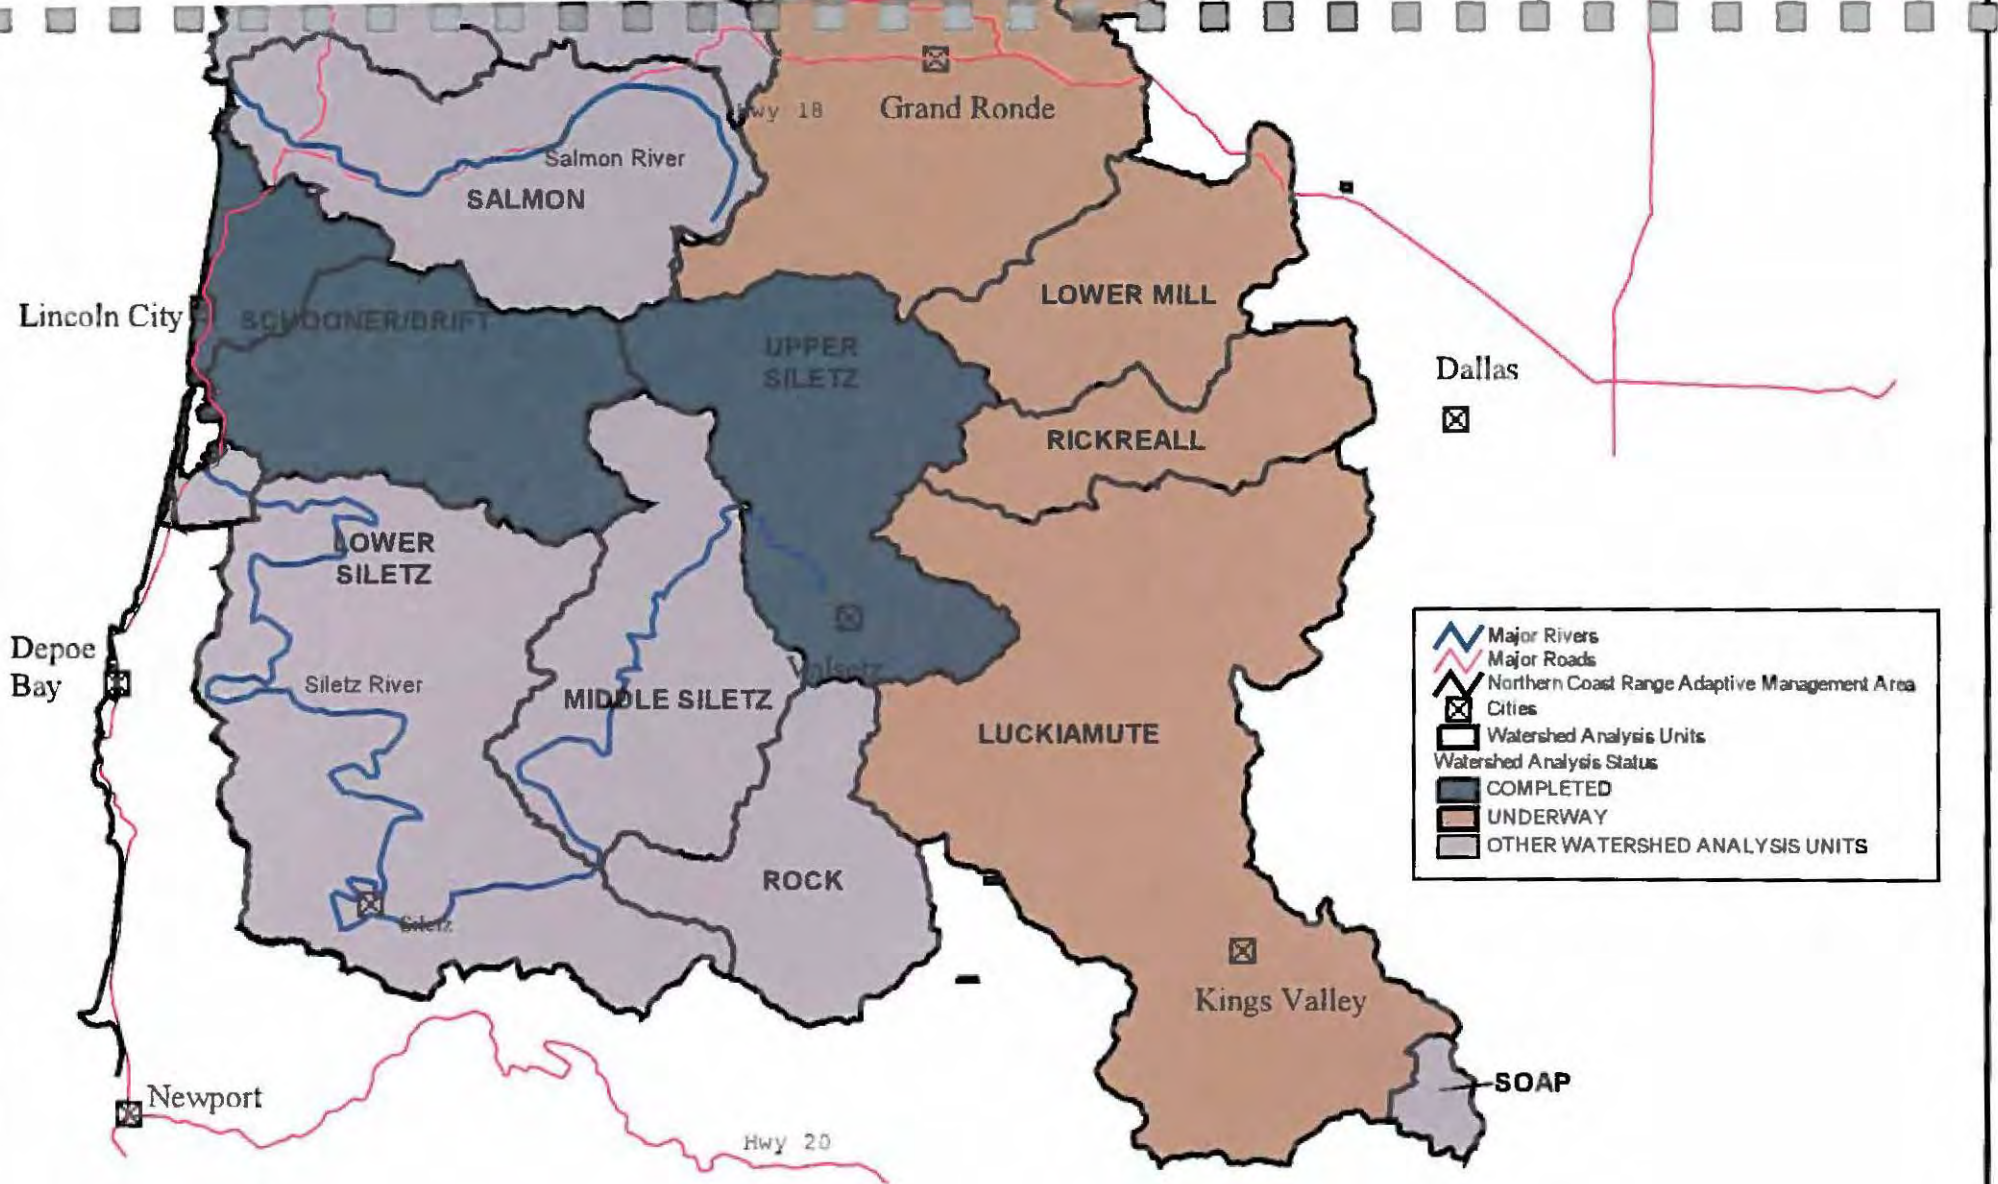 Hwy 18
Grand Ronde
Salmon River
SALMON
LOWER MILL
Lincoln City
SCHOONER/DRIFT
UPPER
SILETZ
Dallas
RICKREALL
LOWER
SILETZ
Depoe
Bay
Siletz River
Valsetz
MIDDLE SILETZ
LUCKIAMUTE
ROCK
Siletz
Kings Valley
SOAP
Newport
Hwy 20
Major Rivers
Major Roads
Northern Coast Range Adaptive Management Area
Cities
Watershed Analysis Units
Watershed Analysis Status
COMPLETED
UNDERWAY
OTHER WATERSHED ANALYSIS UNITS